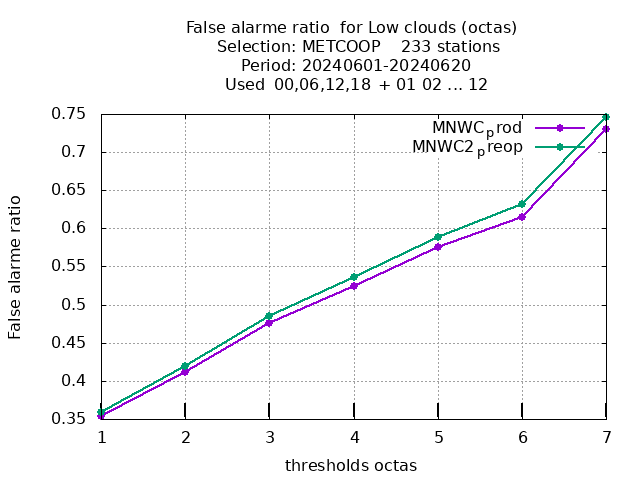 False alarme ratio  for Low clouds (octas)
Selection: METCOOP    233 stations
Period: 20240601-20240620
Used  00,06,12,18  + 01 02 ... 12
MNWCprod
MNWC2preop
0.75
0.7
0.65
0.6
0.55
0.5
0.45
0.4
0.35
False alarme ratio
1 2 3 4 5 6 7
thresholds octas